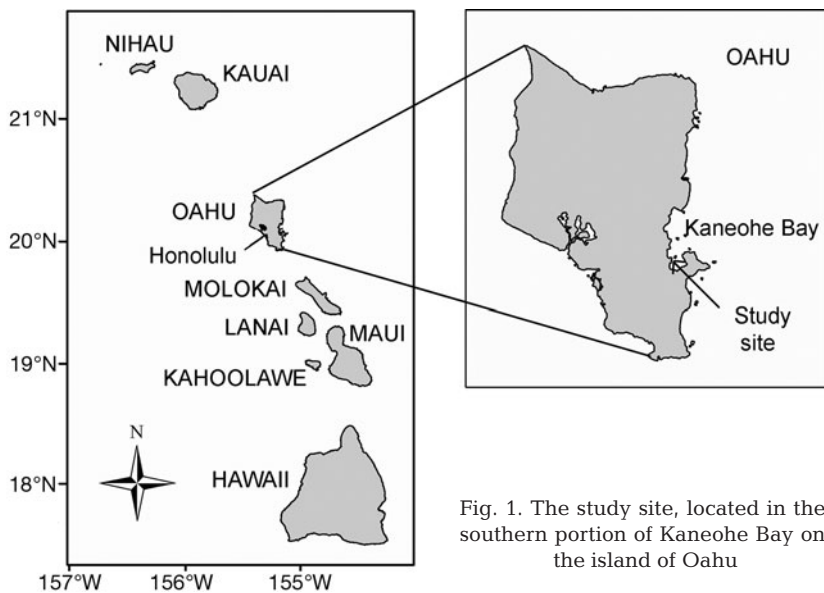 NIHAU
KAUAI
21°N
OAHU
20°N
Honolulu
MOLOKAI
LANAI
MAUI
19°N
KAHOOLAWE
N
HAWAII
18°N
157°W
156°W
155°W
OAHU
Kaneohe Bay
Study
site
Fig. 1. The study site, located in the
southern portion of Kaneohe Bay on
the island of Oahu